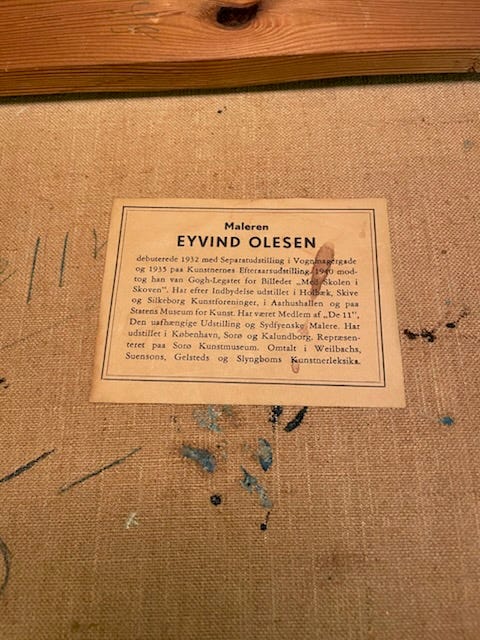 Maleren
EYVIND OLESEN
debuterede 1932 med Separatudstilling i Vognmagergade
og 1935 paa Kunstnernes Efteraarsudstilling. 1940 mod-
tog han van Gogh-Legatet for Billedet „Med Skolen i
Skoven". Har efter Indbydelse udstillet i Holbæk, Skive
og Silkeborg Kunstforeninger, i Aarhushallen og paa
Statens Museum for Kunst. Har været Medlem af „De 11",
Den uafhængige Udstilling og Sydfynske Malere. Har
udstillet i København, Sorø og Kalundborg. Repræsen-
teret paa Sorø Kunstmuseum. Omtalt i Weilbachs,
Suensons, Gelsteds og Slyngboms Kunstnerleksika.